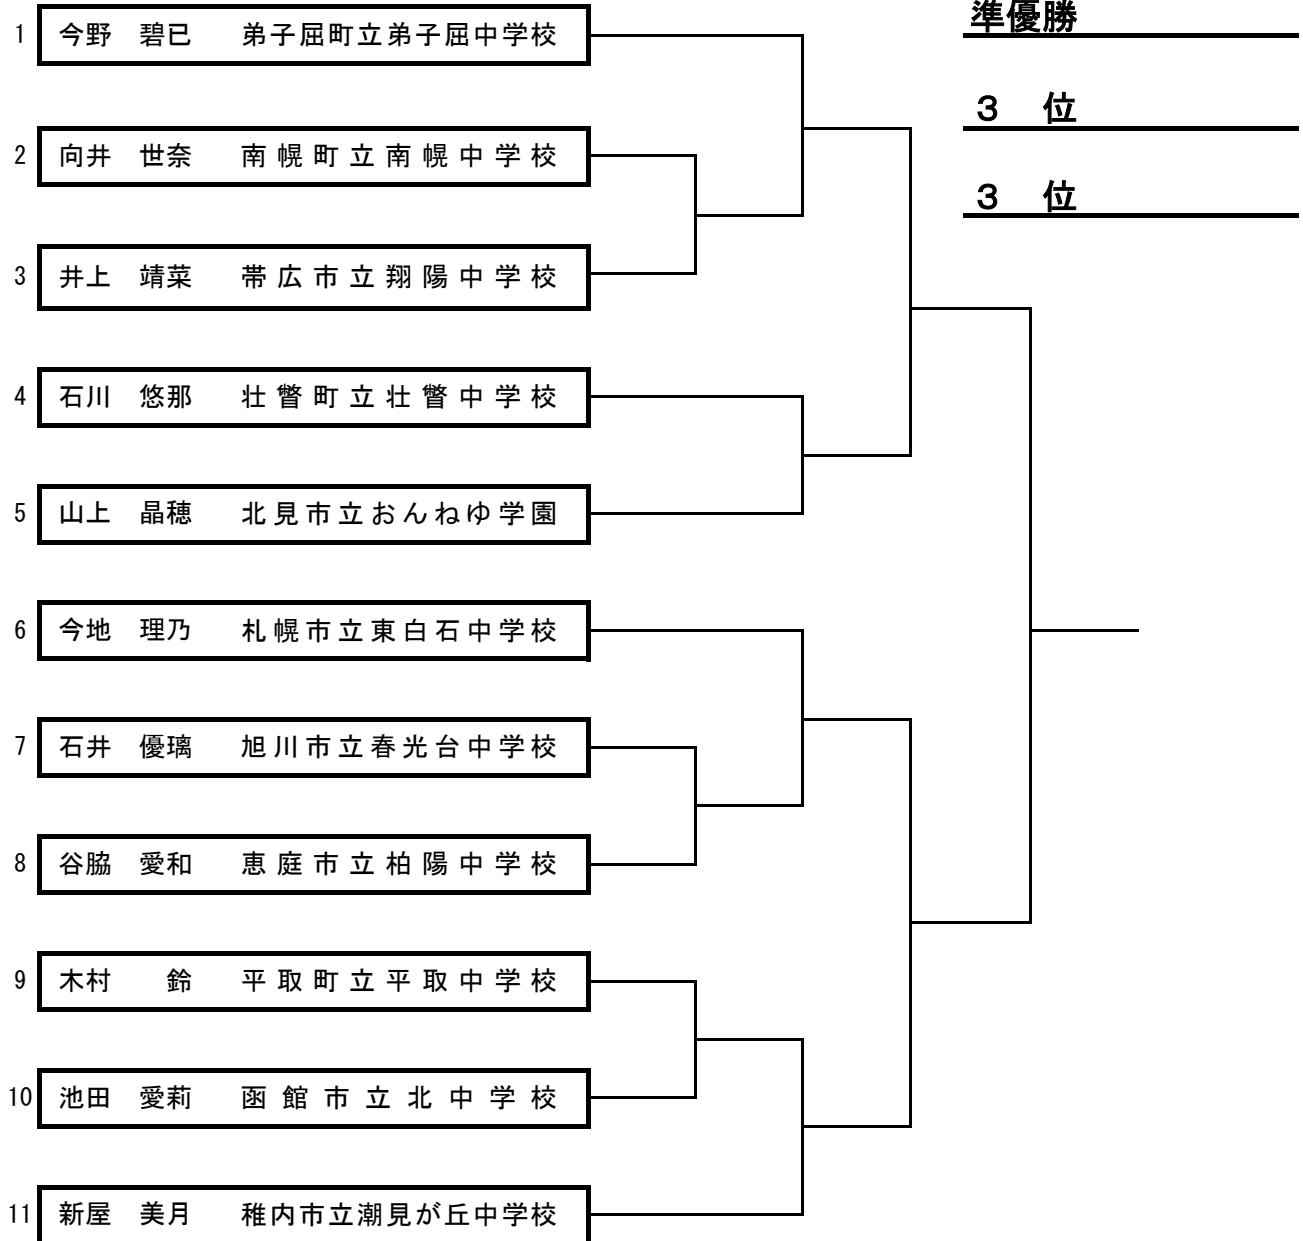 準優勝
1 今野 碧已 弟子屈町立弟子屈中学校
３ 位
2 向井 世奈 南幌町立南幌中学校
３ 位
3 井上 靖菜 帯広市立翔陽中学校
4 石川 悠那 壮瞥町立壮瞥中学校
5 山上 晶穂 北見市立おんねゆ学園
6 今地 理乃 札幌市立東白石中学校
7 石井 優璃 旭川市立春光台中学校
8 谷脇 愛和 恵庭市立柏陽中学校
9 木村 鈴 平取町立平取中学校
10 池田 愛莉 函館市立北中学校
11 新屋 美月 稚内市立潮見が丘中学校